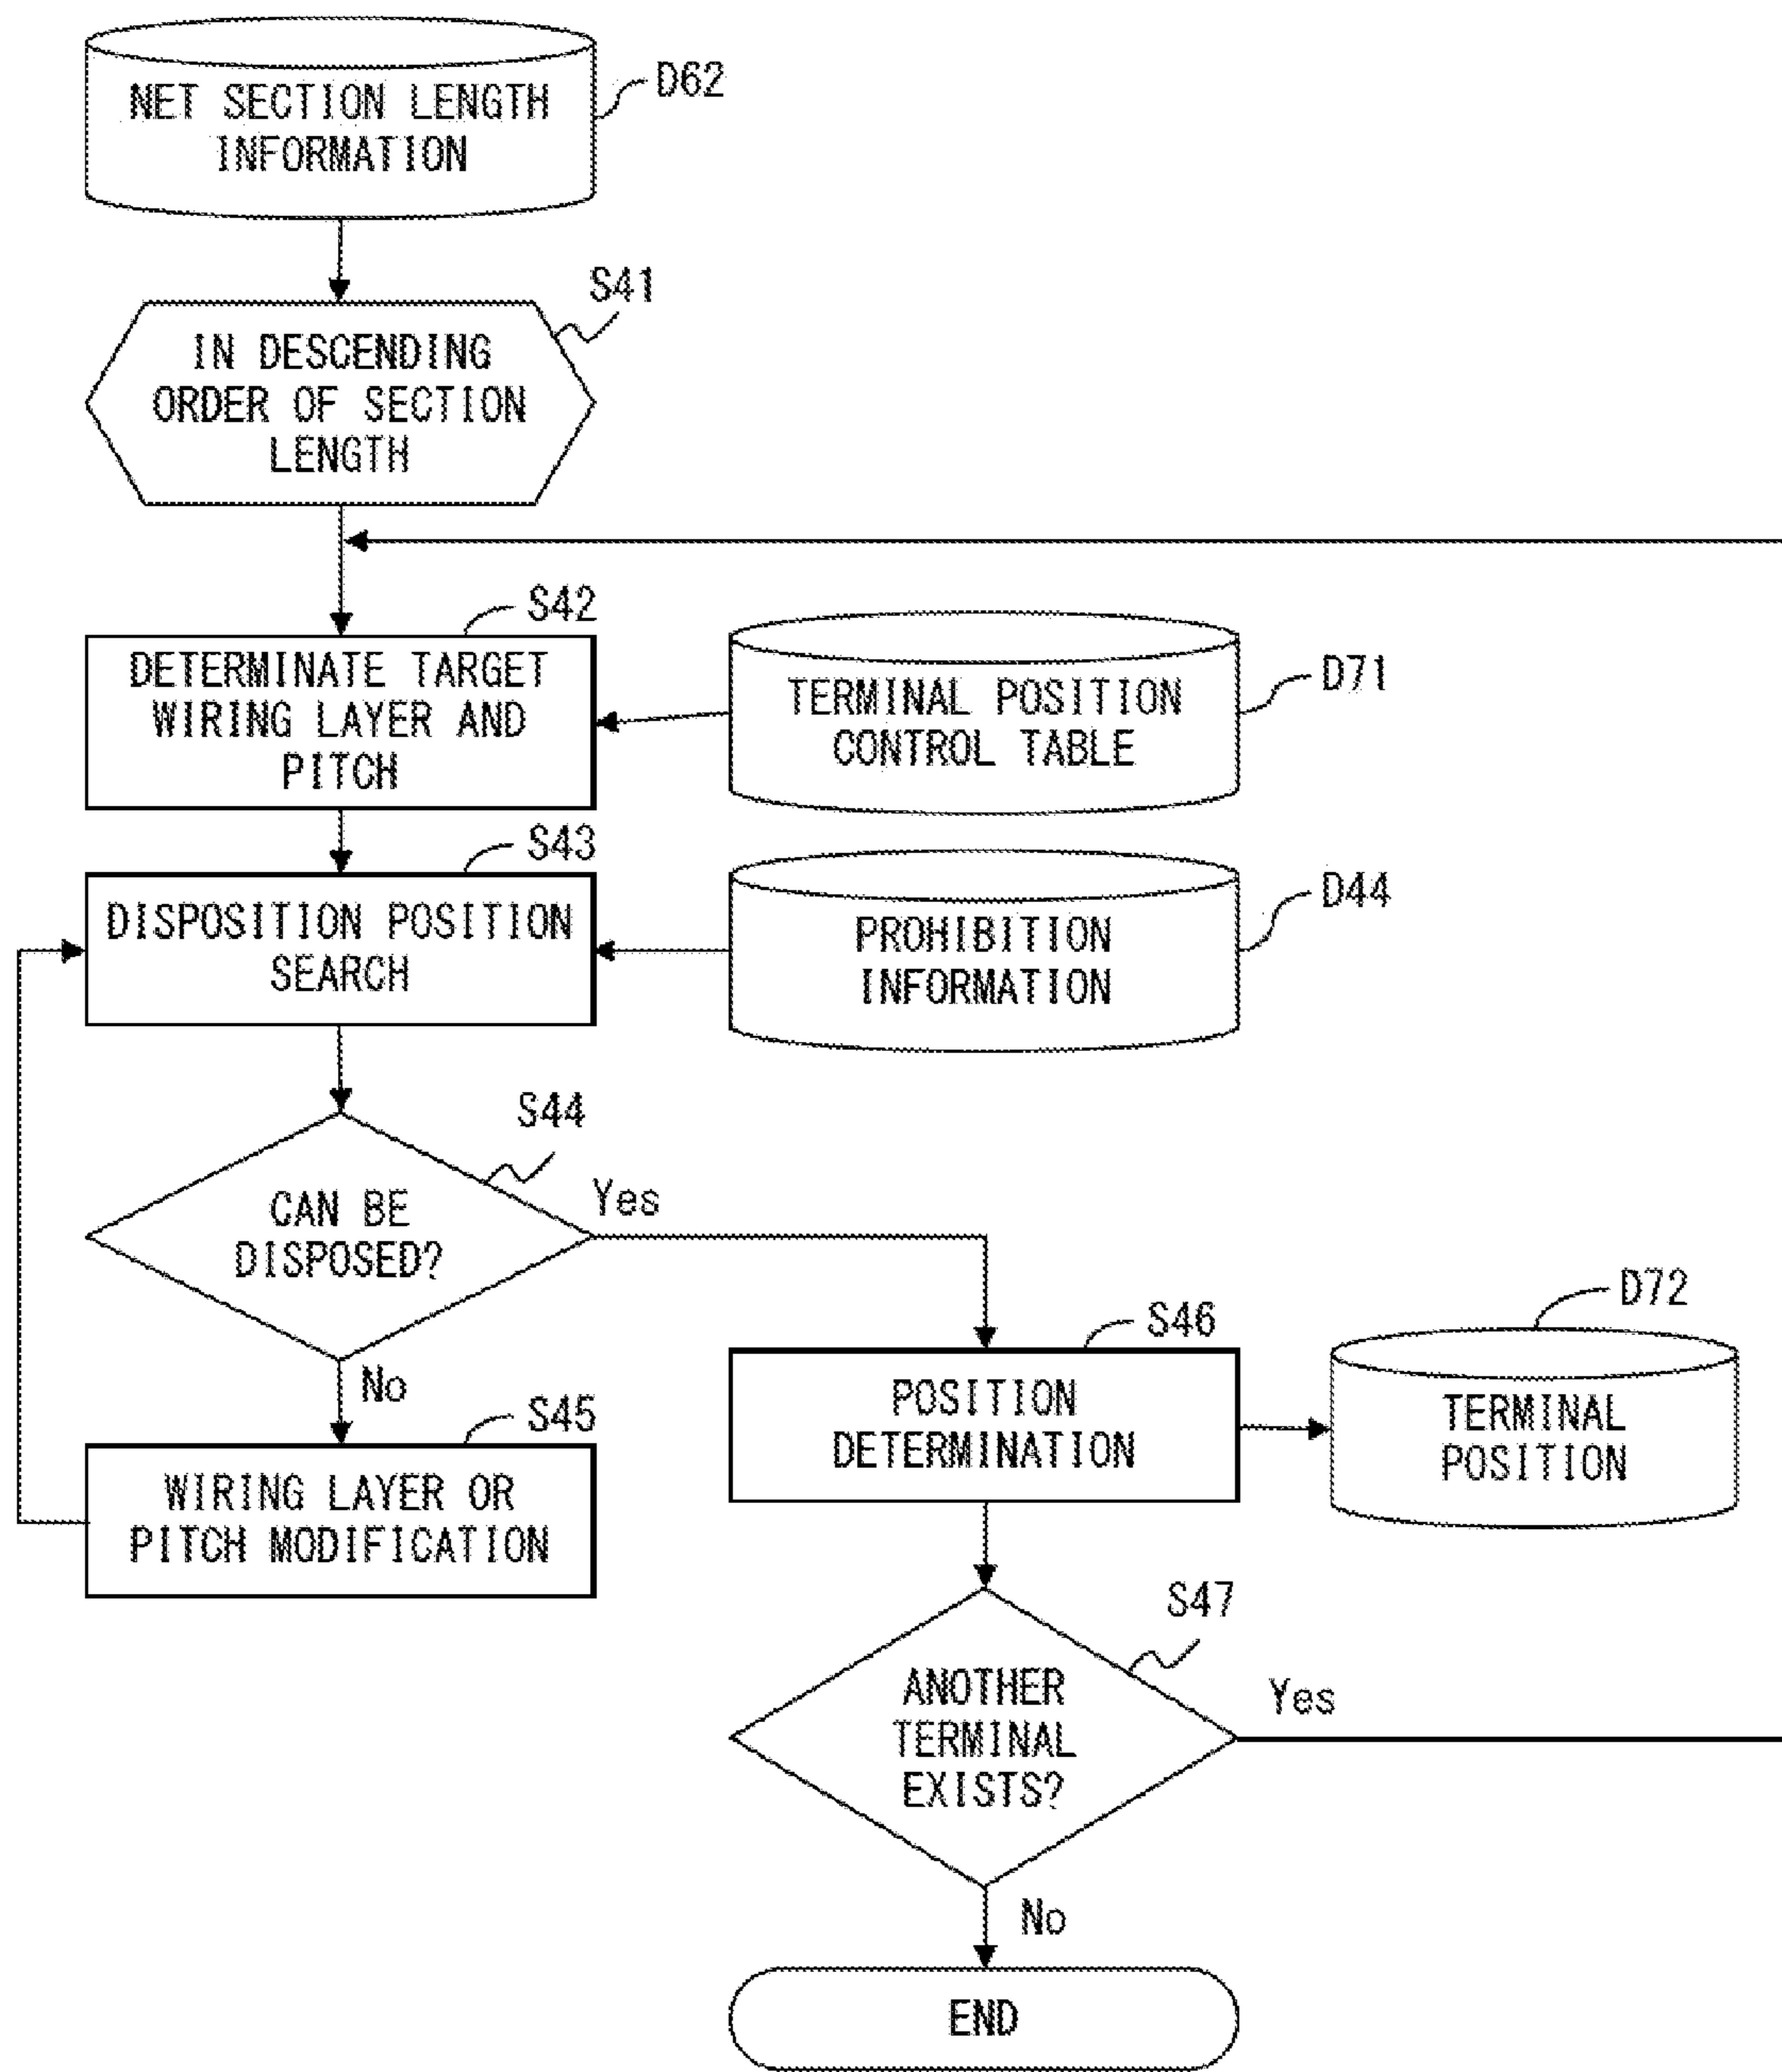 NET SECTION LENGTH
INFORMATION
D62
S41
IN DESCENDING
ORDER OF SECTION
LENGTH
S42
DETERMINATE TARGET
WIRING LAYER AND
PITCH
TERMINAL POSITION
CONTROL TABLE
D71
S43
DISPOSITION POSITION
SEARCH
PROHIBITION
INFORMATION
D44
S44
CAN BE
DISPOSED?
Yes
No
S45
WIRING LAYER OR
PITCH MODIFICATION
S46
POSITION
DETERMINATION
D72
TERMINAL
POSITION
S47
ANOTHER
TERMINAL
EXISTS?
Yes
No
END